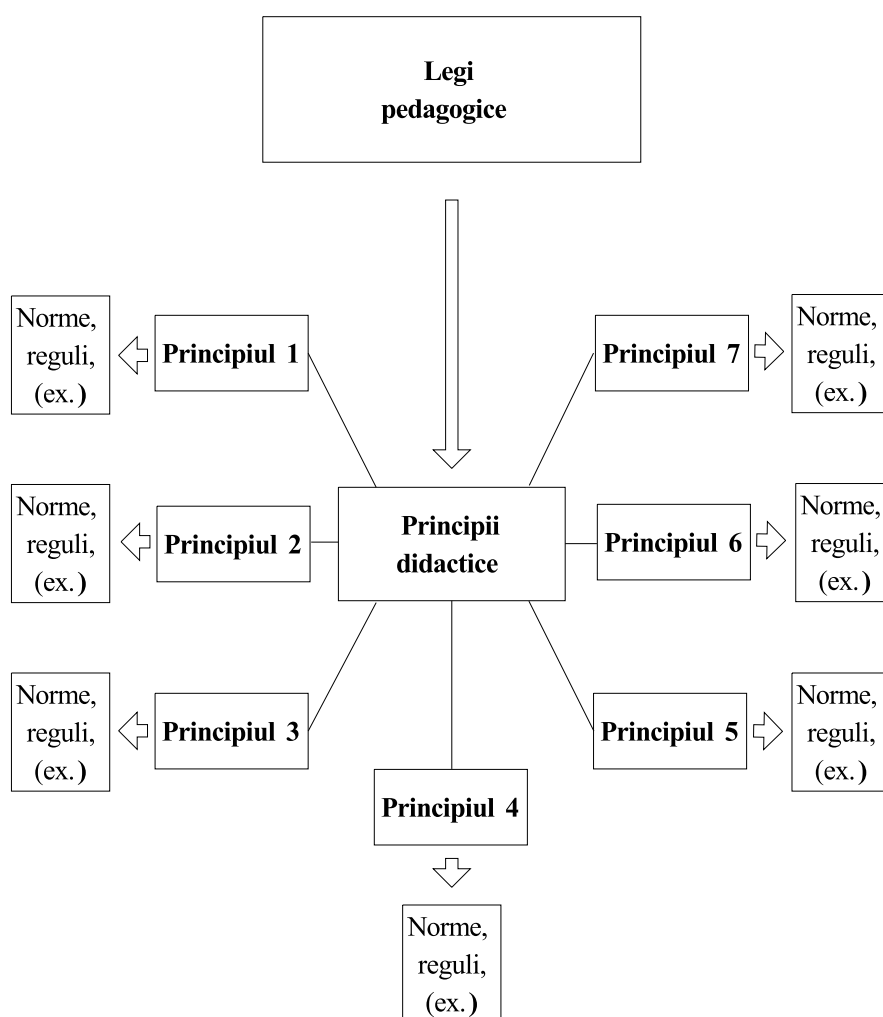 Legi
pedagogice
Norme,
reguli,
(ex.)
Principiul 1
Principiul 7
Norme,
reguli,
(ex.)
Norme,
reguli,
(ex.)
Principiul 2
Principii
didactice
Principiul 6
Norme,
reguli,
(ex.)
Norme,
reguli,
(ex.)
Principiul 3
Principiul 5
Norme,
reguli,
(ex.)
Principiul 4
Norme,
reguli,
(ex.)